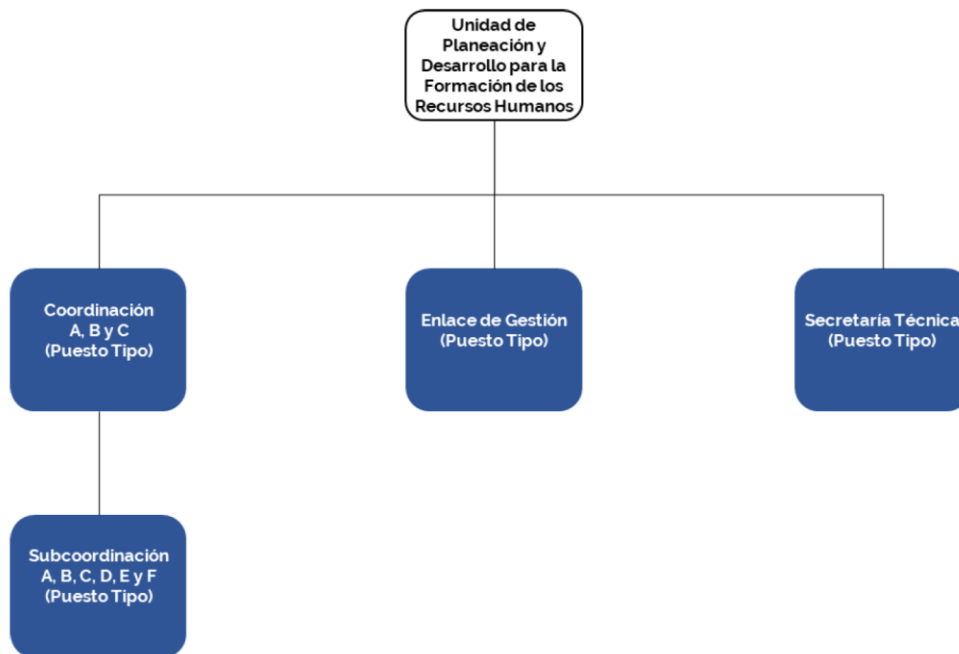 Unidad de
Planeación y
Desarrollo para la
Formación de los
Recursos Humanos
Coordinación
A, B y C
(Puesto Tipo)
Enlace de Gestión
(Puesto Tipo)
Secretaría Técnica
(Puesto Tipo)
Subcoordinación
A, B, C, D, E y F
(Puesto Tipo)